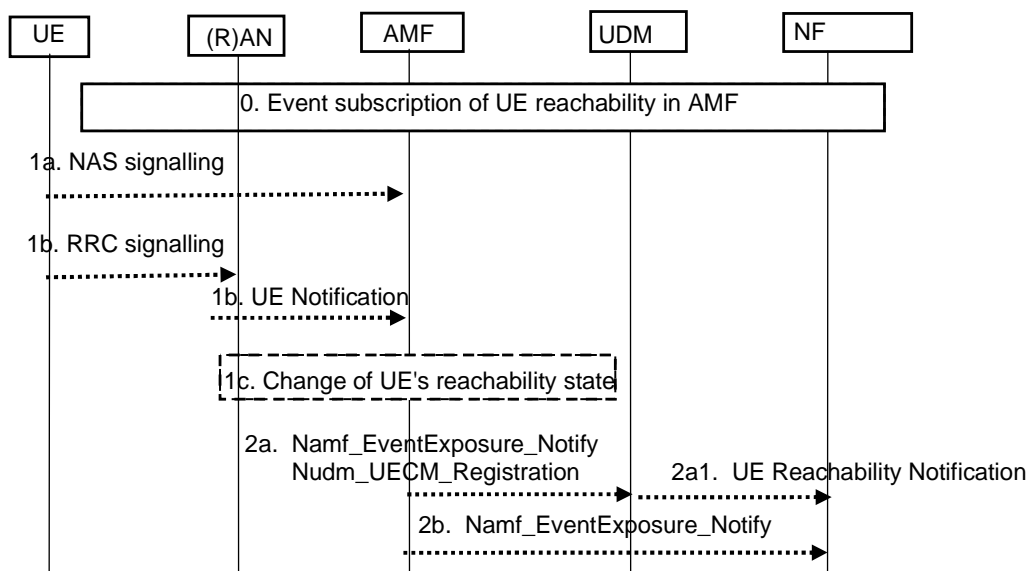 UE
(R)AN
AMF
UDM
NF
0. Event subscription of UE reachability in AMF
1a. NAS signalling
1b. RRC signalling
1b. UE Notification
1c. Change of UE's reachability state
2a. Namf_EventExposure_Notify
Nudm_UECM_Registration
2a1. UE Reachability Notification
2b. Namf_EventExposure_Notify